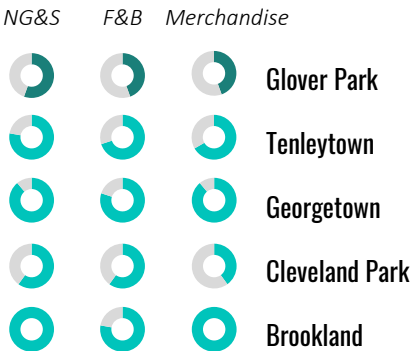 NG&S F&B Merchandise
Glover Park
Tenleytown
Georgetown
Cleveland Park
Brookland